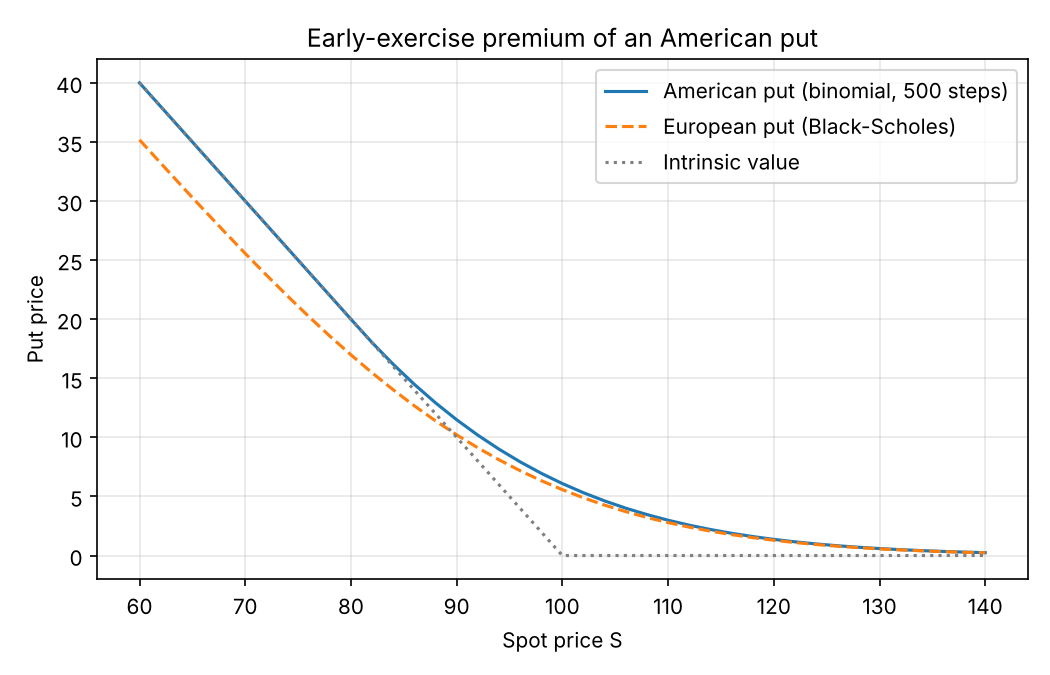 Early-exercise premium of an American put
American put (binomial, 500 steps)
European put (Black-Scholes)
Intrinsic value
Put price
40
35
30
25
20
15
10
5
0
60 70 80 90 100 110 120 130 140
Spot price S